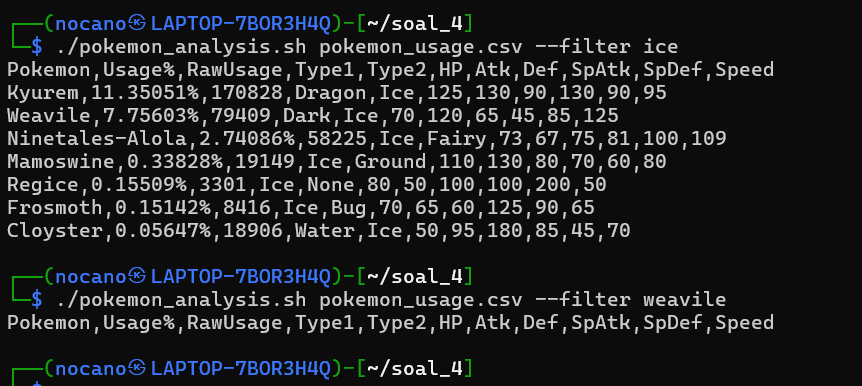 ┌──(nocano㉿LAPTOP-7BOR3H4Q)-[~/soal_4]
└─$ ./pokemon_analysis.sh pokemon_usage.csv --filter ice
Pokemon,Usage%,RawUsage,Type1,Type2,HP,Atk,Def,SpAtk,SpDef,Speed
Kyurem,11.35051%,170828,Dragon,Ice,125,130,90,130,90,95
Weavile,7.75603%,79409,Dark,Ice,70,120,65,45,85,125
Ninetales-Alola,2.74086%,58225,Ice,Fairy,73,67,75,81,100,109
Mamoswine,0.33828%,19149,Ice,Ground,110,130,80,70,60,80
Regice,0.15509%,3301,Ice,None,80,50,100,100,200,50
Frosmoth,0.15142%,8416,Ice,Bug,70,65,60,125,90,65
Cloyster,0.05647%,18906,Water,Ice,50,95,180,85,45,70
┌──(nocano㉿LAPTOP-7BOR3H4Q)-[~/soal_4]
└─$ ./pokemon_analysis.sh pokemon_usage.csv --filter weavile
Pokemon,Usage%,RawUsage,Type1,Type2,HP,Atk,Def,SpAtk,SpDef,Speed
┌──(nocano㉿LAPTOP-7BOR3H4Q)-[~/soal_4]